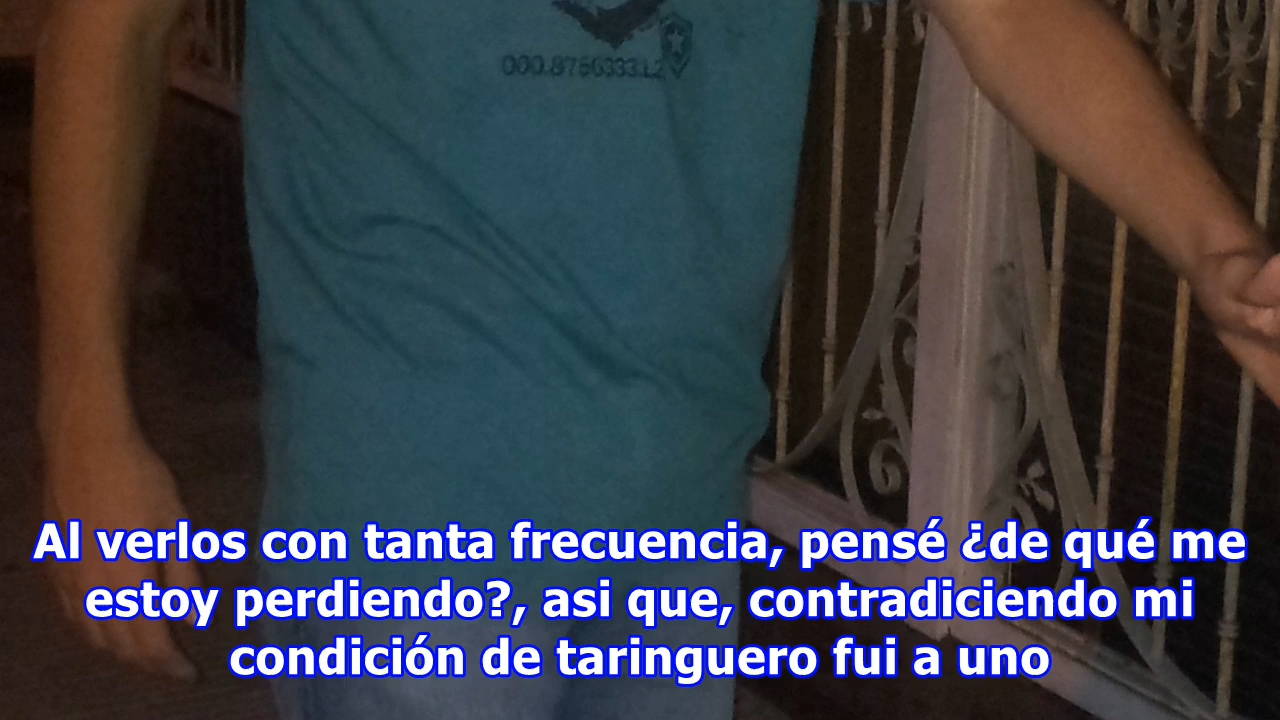 000.8756333.L2
Al verlos con tanta frecuencia, pensé ¿de qué me
estoy perdiendo?, asi que, contradiciendo mi
condición de taringuero fui a uno